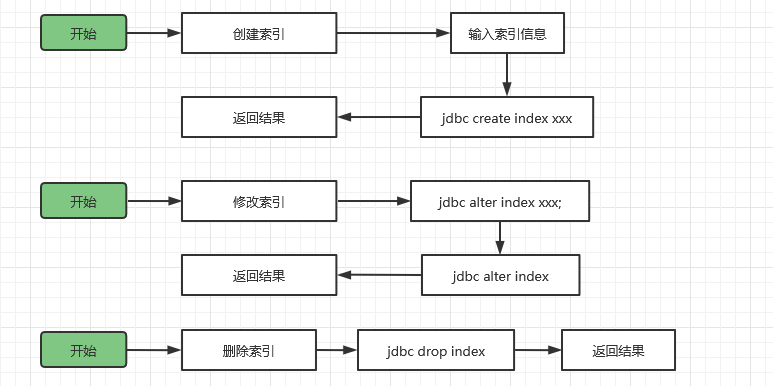 开始
创建索引
输入索引信息
返回结果
jdbc create index xxx
开始
修改索引
jdbc alter index xxx;
返回结果
jdbc alter index
开始
删除索引
jdbc drop index
返回结果